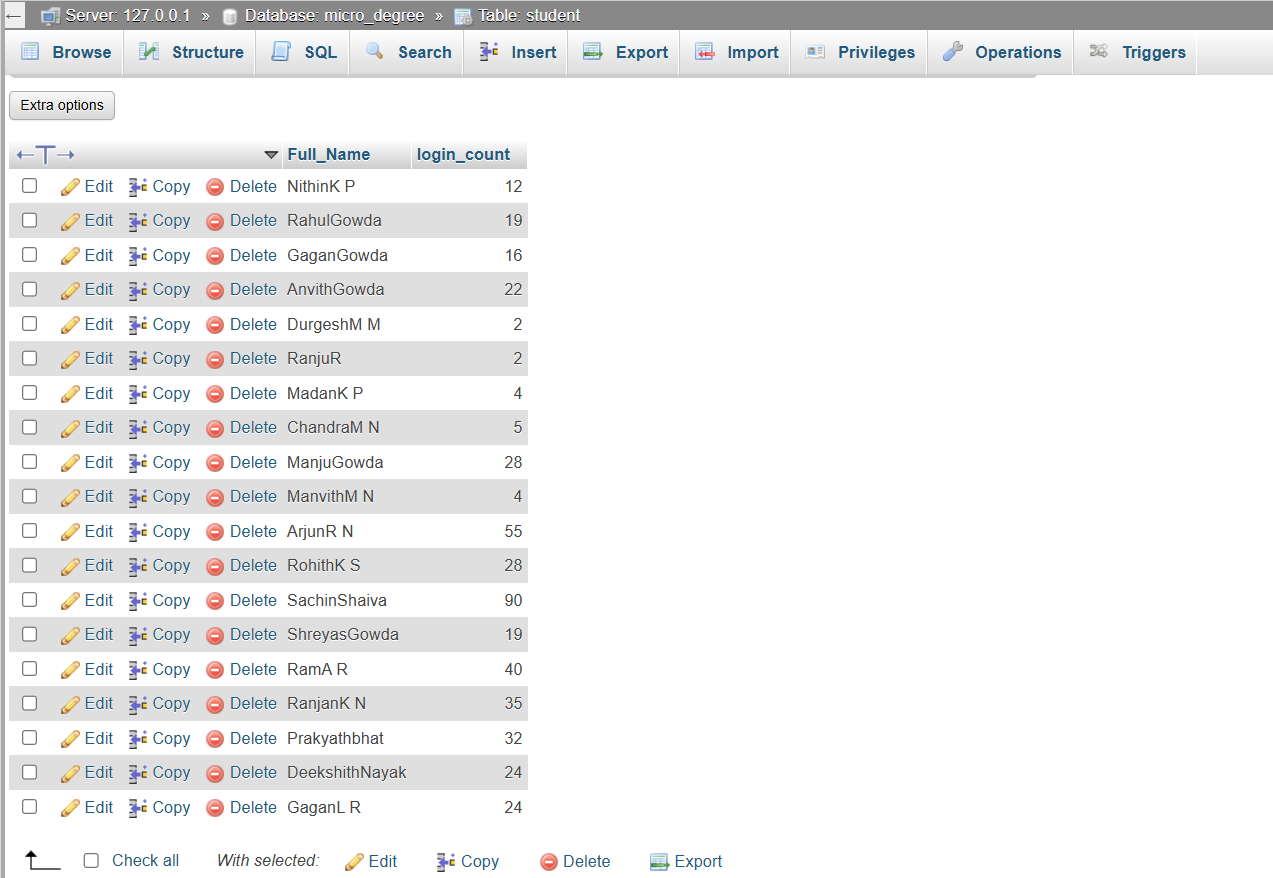 ← Server: 127.0.0.1 » Database: micro_degree » Table: student
Browse Structure SQL Search Insert Export Import Privileges Operations Triggers
Extra options
←T→ Full_Name login_count
Edit Copy Delete NithinK P 12
Edit Copy Delete RahulGowda 19
Edit Copy Delete GaganGowda 16
Edit Copy Delete AnvithGowda 22
Edit Copy Delete DurgeshM M 2
Edit Copy Delete RanjuR 2
Edit Copy Delete MadanK P 4
Edit Copy Delete ChandraM N 5
Edit Copy Delete ManjuGowda 28
Edit Copy Delete ManvithM N 4
Edit Copy Delete ArjunR N 55
Edit Copy Delete RohithK S 28
Edit Copy Delete SachinShaiva 90
Edit Copy Delete ShreyasGowda 19
Edit Copy Delete RamA R 40
Edit Copy Delete RanjanK N 35
Edit Copy Delete Prakyathbhat 32
Edit Copy Delete DeekshithNayak 24
Edit Copy Delete GaganL R 24
Check all With selected: Edit Copy Delete Export